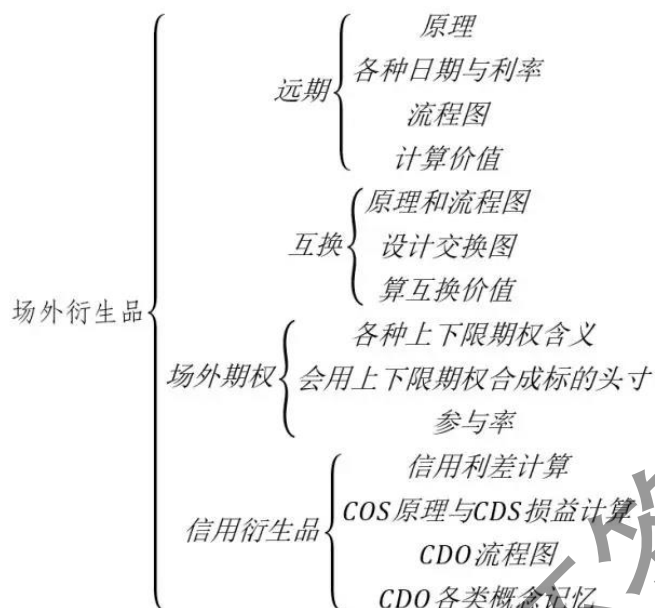 原理
各种日期与利率
远期
流程图
计算价值
原理和流程图
互换
设计交换图
算互换价值
场外衍生品
各种上下限期权含义
场外期权
会用上下限期权合成标的头寸
参与率
信用利差计算
COS原理与CDS损益计算
信用衍生品
CDO流程图
CDO各类概念记忆